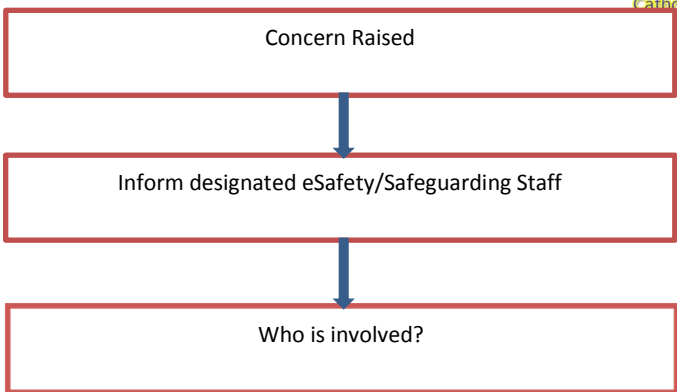 Concern Raised
Inform designated eSafety/Safeguarding Staff
Who is involved?